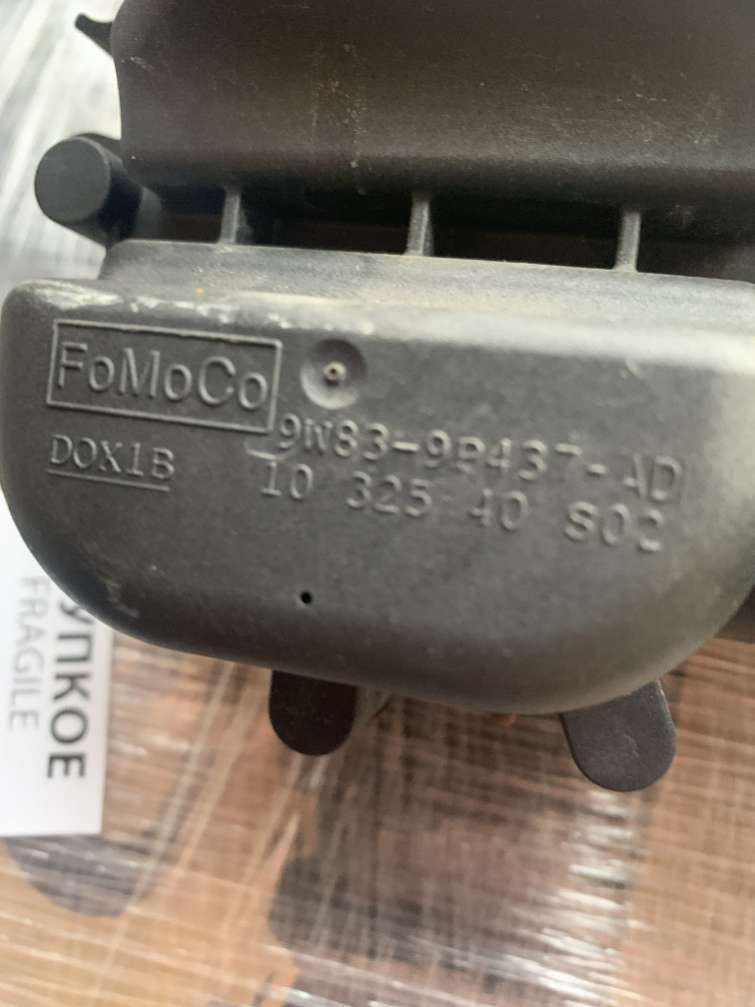 FoMoCo
9W83-9P437-AD
DOX1B
10 325 40 S02
УПКОЕ
FRAGILE